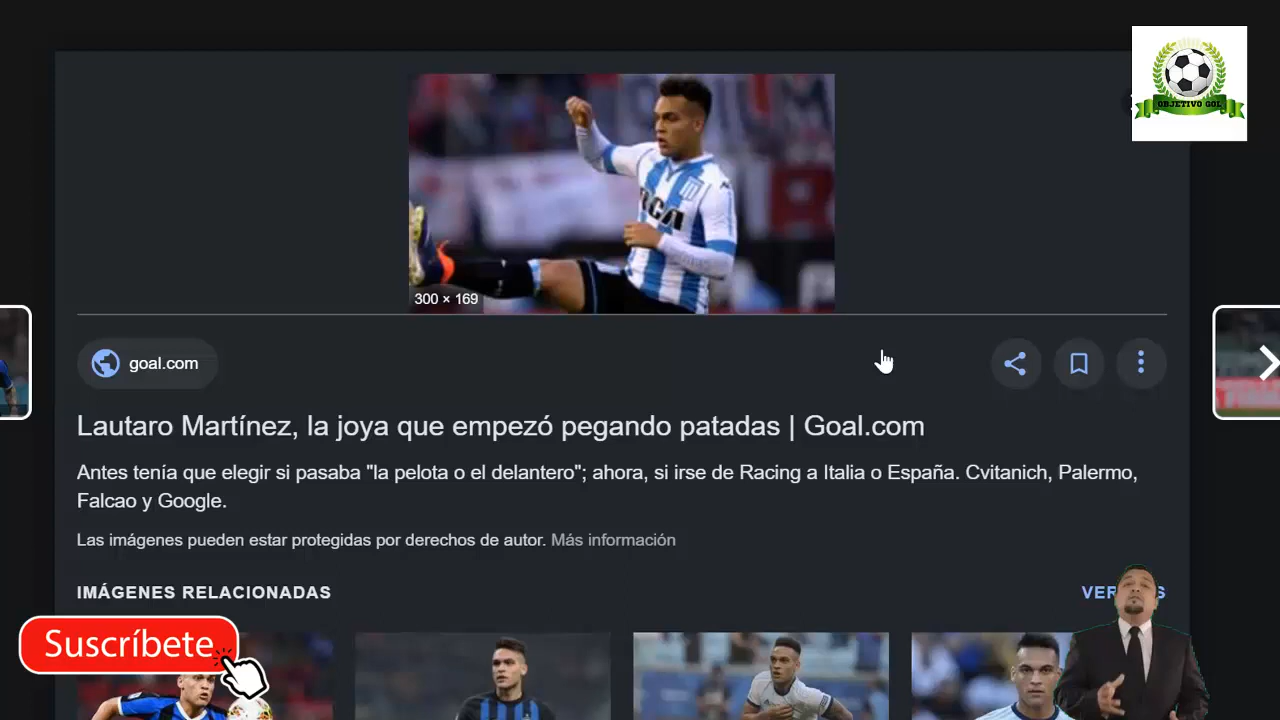 OBJETIVO GOL
300 × 169
goal.com
Lautaro Martínez, la joya que empezó pegando patadas | Goal.com
Antes tenía que elegir si pasaba "la pelota o el delantero"; ahora, si irse de Racing a Italia o España. Cvitanich, Palermo,
Falcao y Google.
Las imágenes pueden estar protegidas por derechos de autor. Más información
IMÁGENES RELACIONADAS
Suscríbete